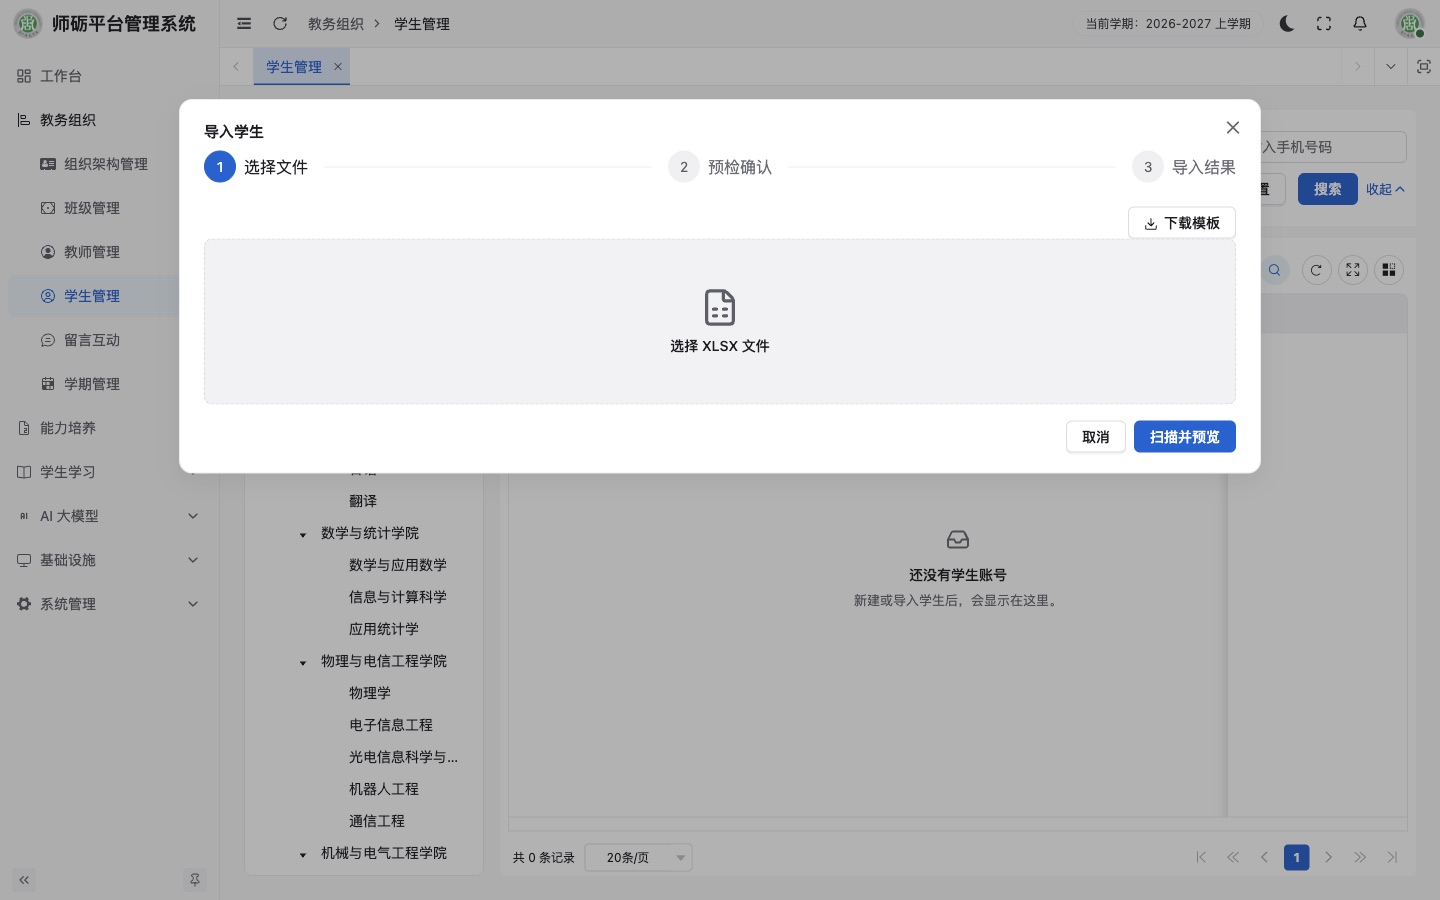 师砺平台管理系统
教务组织
学生管理
当前学期：2026-2027 上学期
学生管理
工作台
教务组织
组织架构管理
班级管理
教师管理
学生管理
留言互动
学期管理
能力培养
学生学习
AI 大模型
基础设施
系统管理
导入学生
1 选择文件
2 预检确认
3 导入结果
下载模板
选择 XLSX 文件
取消
扫描并预览
入手机号码
置
搜索
收起
翻译
数学与统计学院
数学与应用数学
信息与计算科学
应用统计学
物理与电信工程学院
物理学
电子信息工程
光电信息科学与...
机器人工程
通信工程
机械与电气工程学院
还没有学生账号
新建或导入学生后，会显示在这里。
共 0 条记录
20条/页
1